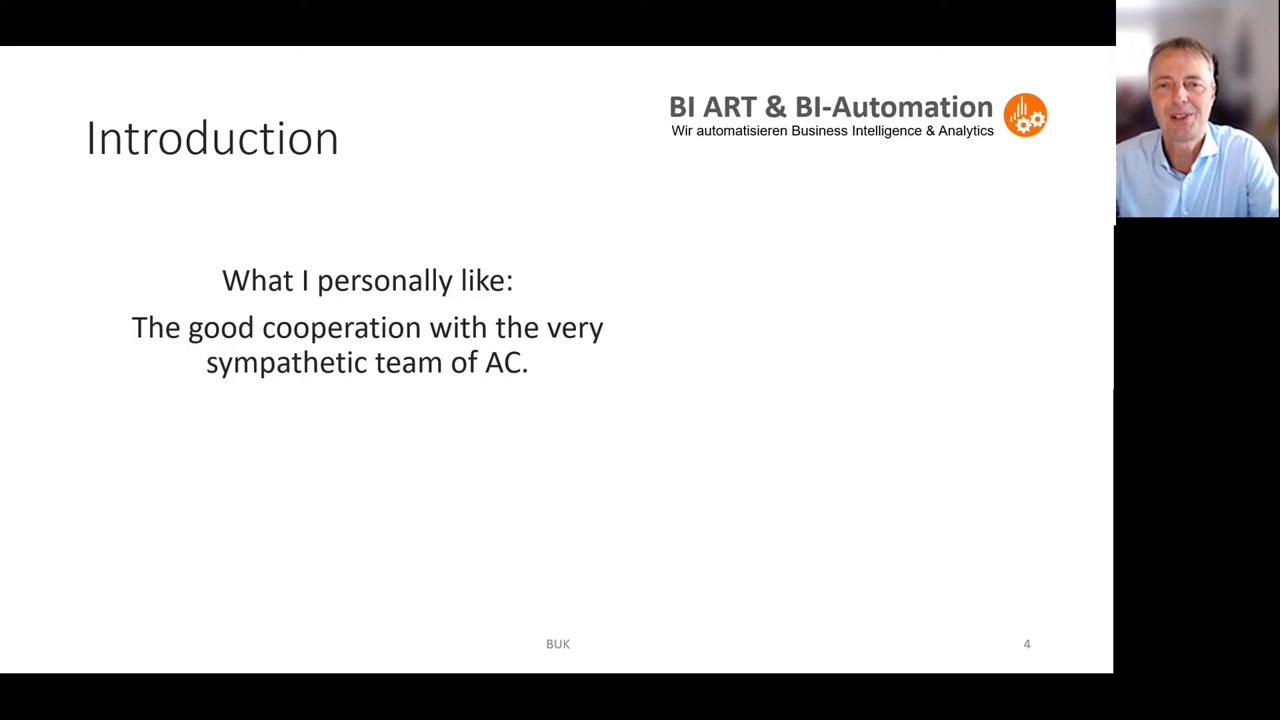 BI ART & BI-Automation
Wir automatisieren Business Intelligence & Analytics
Introduction
What I personally like:
The good cooperation with the very
sympathetic team of AC.
BUK
4